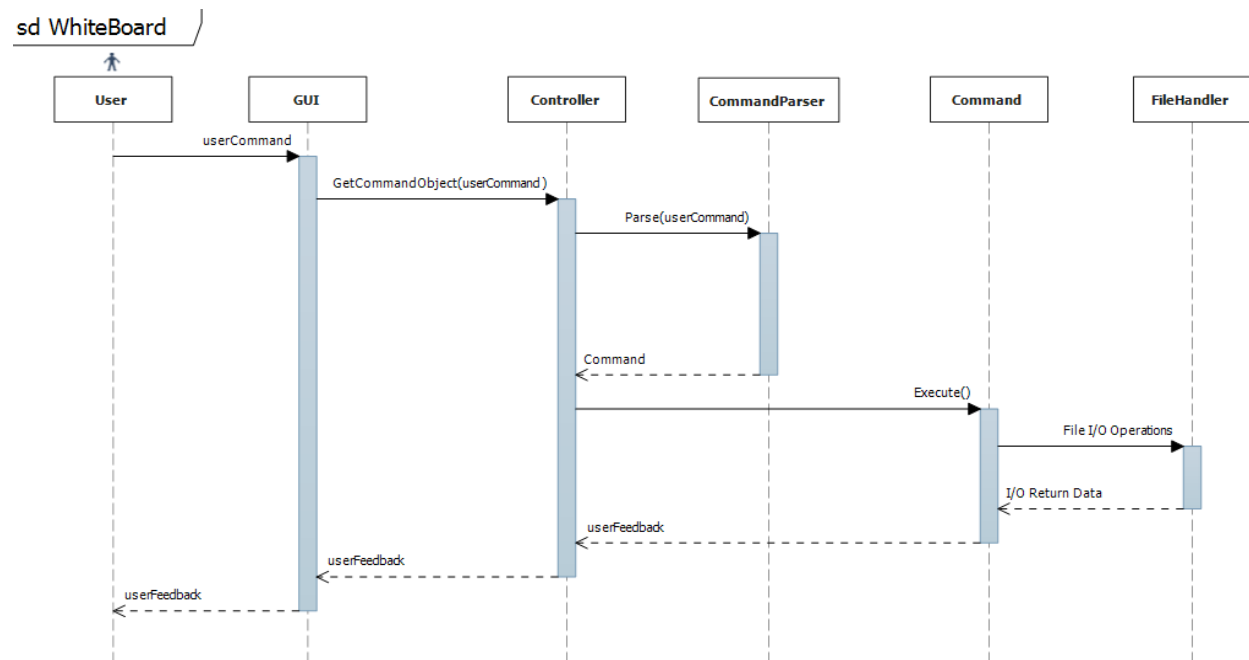 sd WhiteBoard
User
GUI
Controller
CommandParser
Command
FileHandler
userCommand
GetCommandObject(userCommand)
Parse(userCommand)
Command
Execute()
File I/O Operations
I/O Return Data
userFeedback
userFeedback
userFeedback